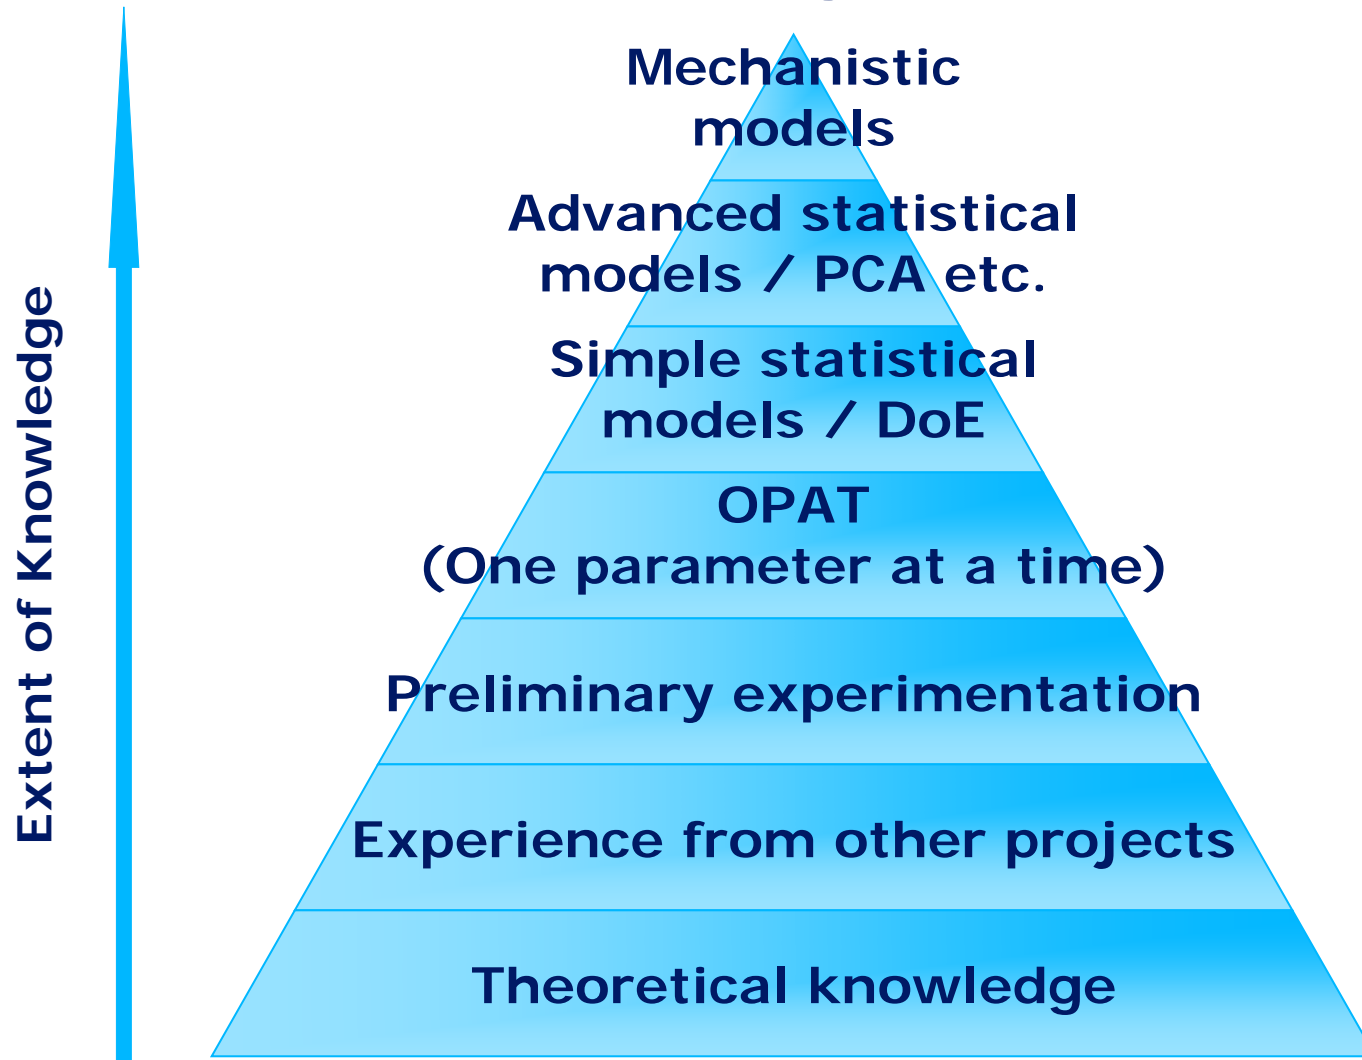 Mechanistic
models
Advanced statistical
models / PCA etc.
Simple statistical
models / DoE
OPAT
(One parameter at a time)
Preliminary experimentation
Experience from other projects
Theoretical knowledge
Extent of Knowledge